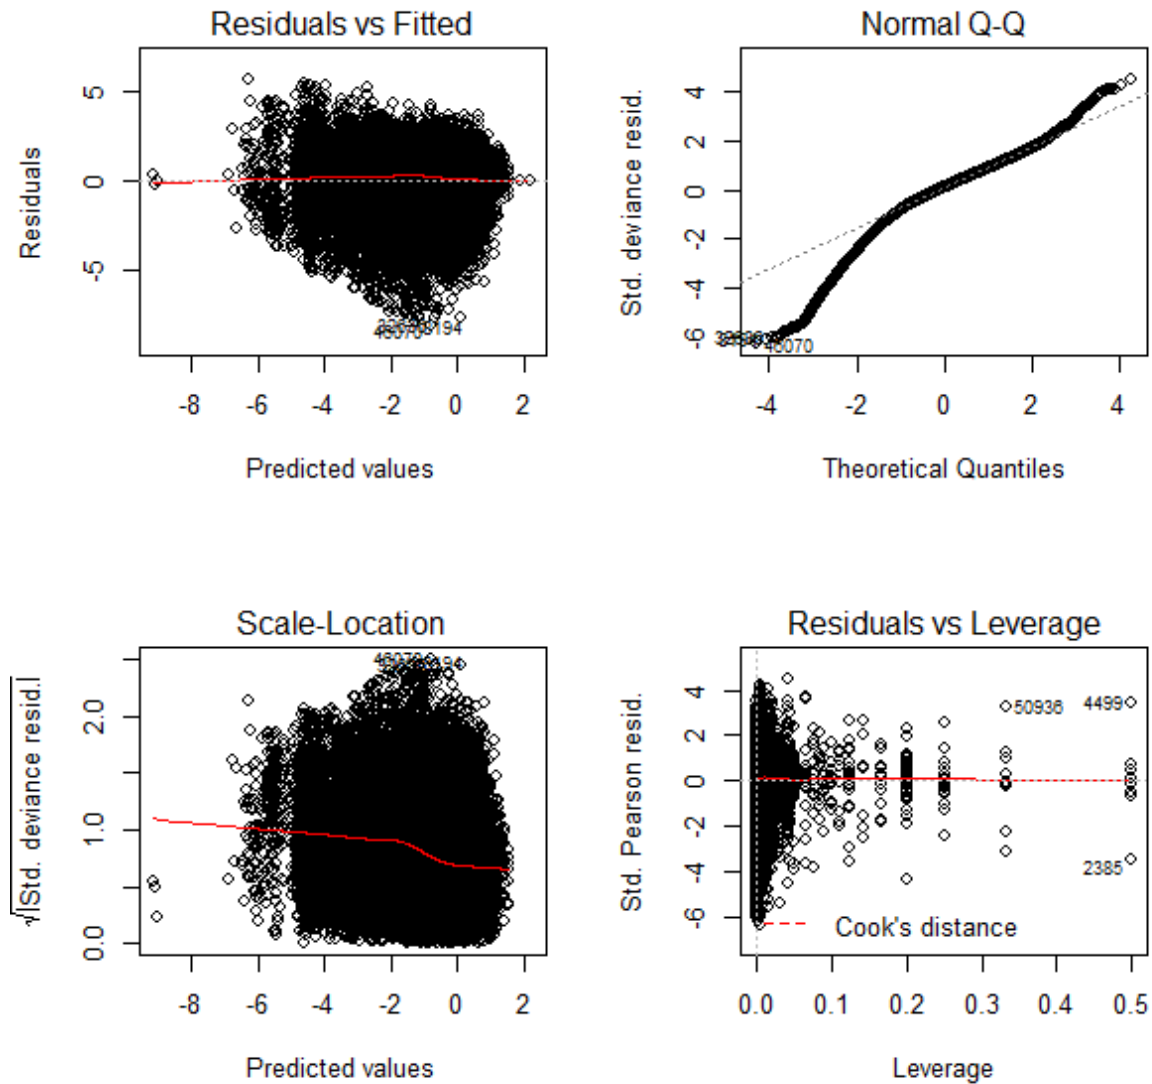 Residuals vs Fitted
Residuals
5
0
-5
46070
-8 -6 -4 -2 0 2
Predicted values
Normal Q-Q
Std. deviance resid.
4
2
0
-2
-4
-6
46070
-4 -2 0 2 4
Theoretical Quantiles
Scale-Location
√|Std. deviance resid.|
2.0
1.0
0.0
-8 -6 -4 -2 0 2
Predicted values
Residuals vs Leverage
Std. Pearson resid.
4
2
0
-2
-4
-6
50936
4499
2385
Cook's distance
0.0 0.1 0.2 0.3 0.4 0.5
Leverage